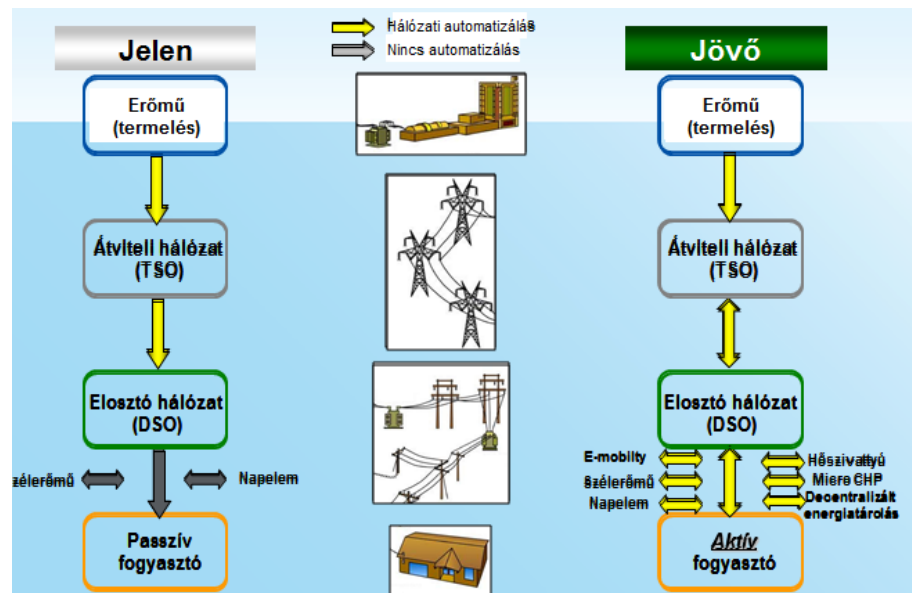 Hálózati automatizálás
Nincs automatizálás
Jelen
Erőmű
(termelés)
Átviteli hálózat
(TSO)
Elosztó hálózat
(DSO)
szélerőmű
Napelem
Passzív
fogyasztó
Jövő
Erőmű
(termelés)
Átviteli hálózat
(TSO)
Elosztó hálózat
(DSO)
E-mobilty
Szélerőmű
Napelem
Hőszivattyú
Micro CHP
Decentralizált
energiatárolás
Aktív
fogyasztó